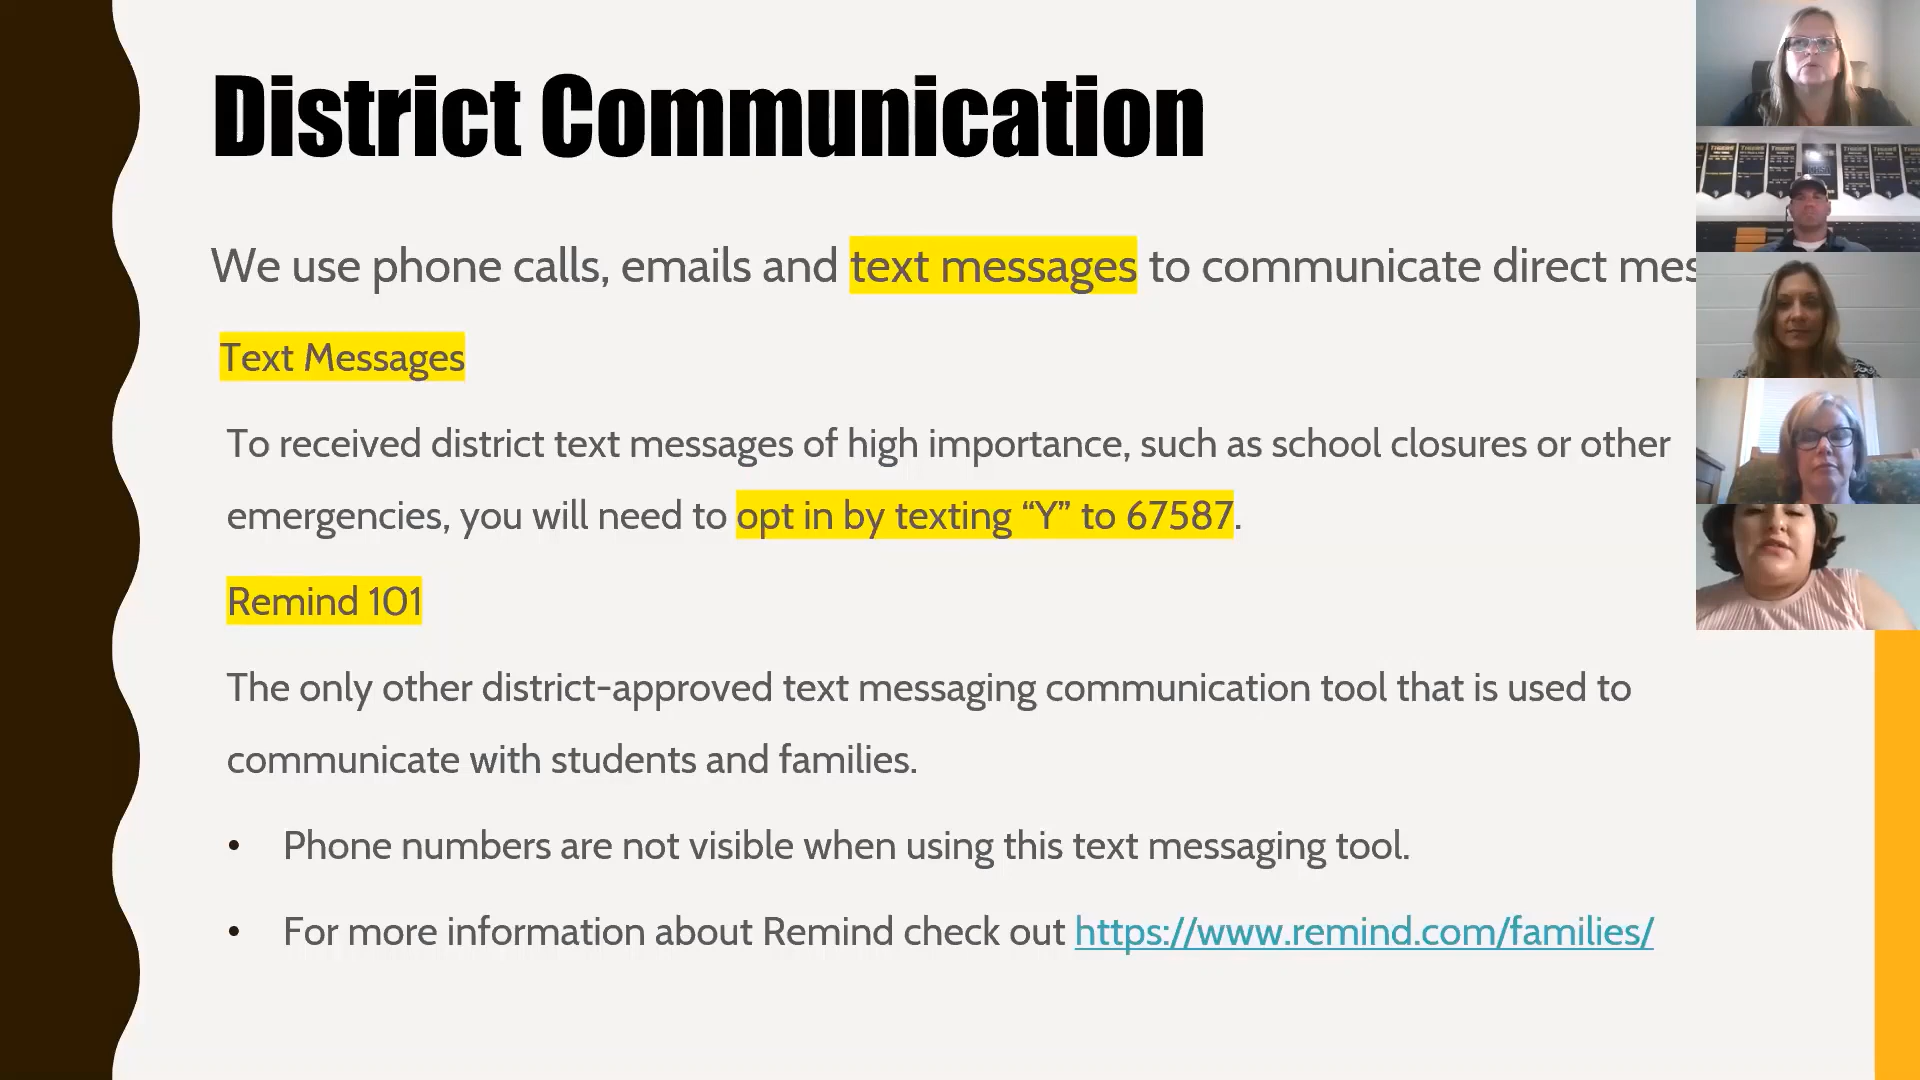 District Communication
We use phone calls, emails and text messages to communicate direct
Text Messages
To received district text messages of high importance, such as school closures or other
emergencies, you will need to opt in by texting “Y” to 67587.
Remind 101
The only other district-approved text messaging communication tool that is used to
communicate with students and families.
• Phone numbers are not visible when using this text messaging tool.
• For more information about Remind check out https://www.remind.com/families/